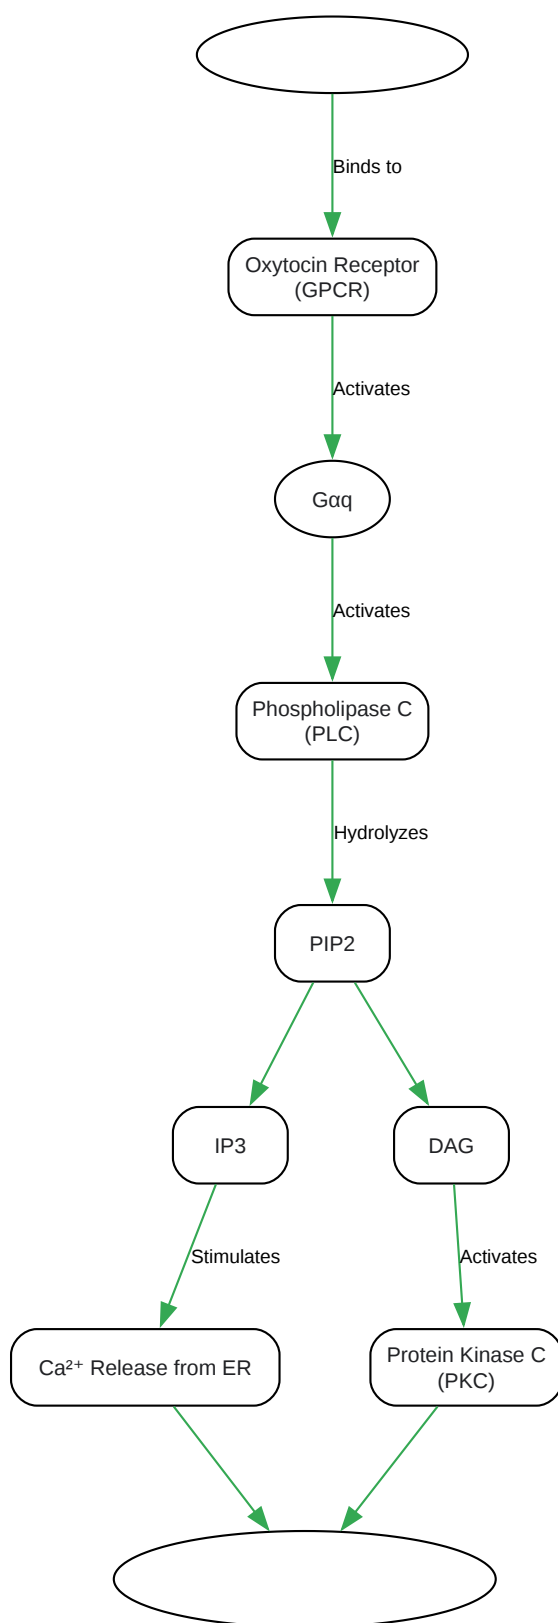 Binds to
Oxytocin Receptor
(GPCR)
Activates
Gαq
Activates
Phospholipase C
(PLC)
Hydrolyzes
PIP2
IP3
DAG
Stimulates
Activates
Ca²⁺ Release from ER
Protein Kinase C
(PKC)